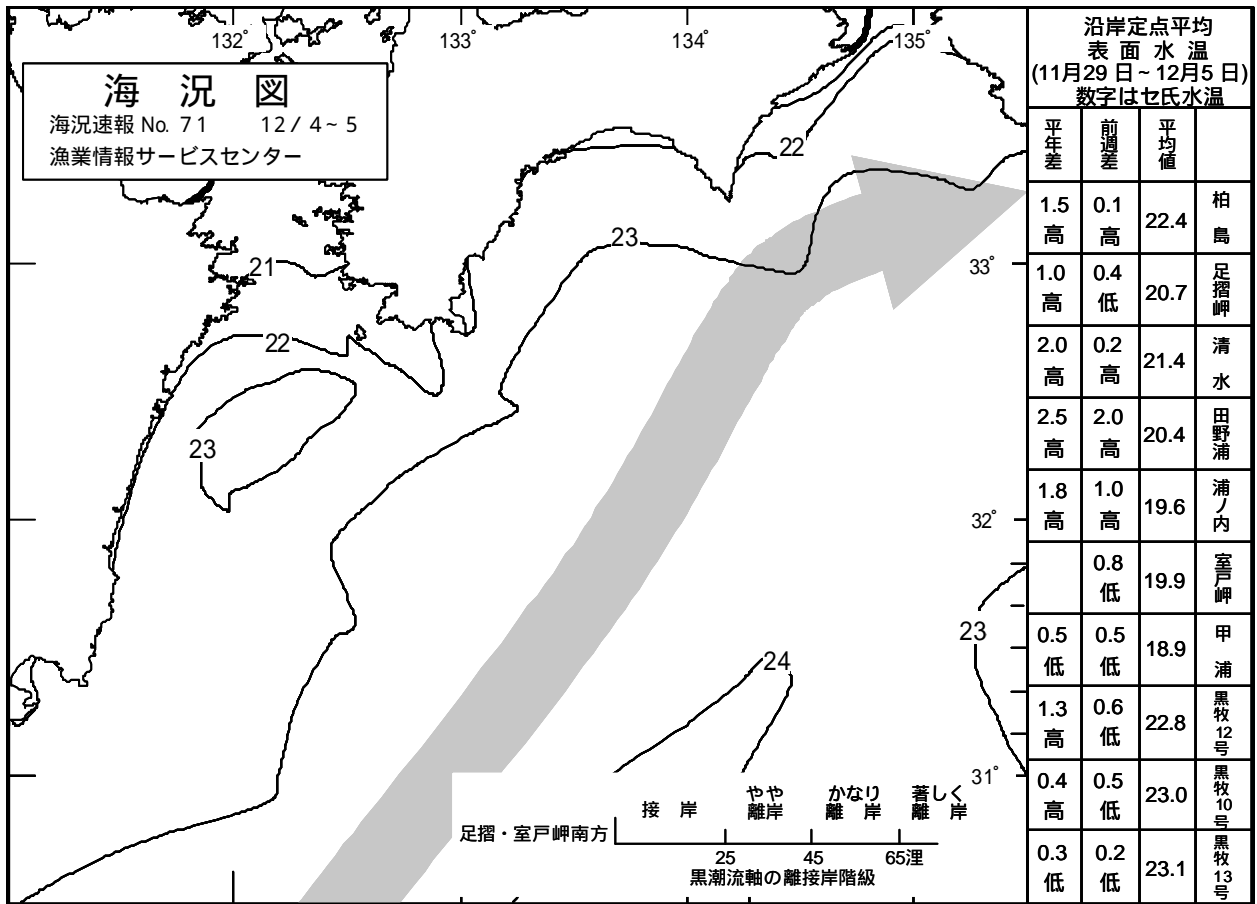 132°
133°
134°
135°
海 況 図
海況速報 No. 71 12/4~5
漁業情報サービスセンター
22
23
21
33°
22
23
32°
23
24
31°
接 岸
やや
離岸
かなり
離 岸
著しく
離 岸
足摺・室戸岬南方
25 45 65浬
黒潮流軸の離接岸階級
沿岸定点平均
表 面 水 温
(11月29日~12月5日)
数字はセ氏水温
平年差 前週差 平均値
1.5高 0.1高 22.4 柏島
1.0高 0.4低 20.7 足摺岬
2.0高 0.2高 21.4 清水
2.5高 2.0高 20.4 田野浦
1.8高 1.0高 19.6 浦ノ内
0.8低 19.9 室戸岬
0.5低 0.5低 18.9 甲浦
1.3高 0.6低 22.8 黒牧12号
0.4高 0.5低 23.0 黒牧10号
0.3低 0.2低 23.1 黒牧13号